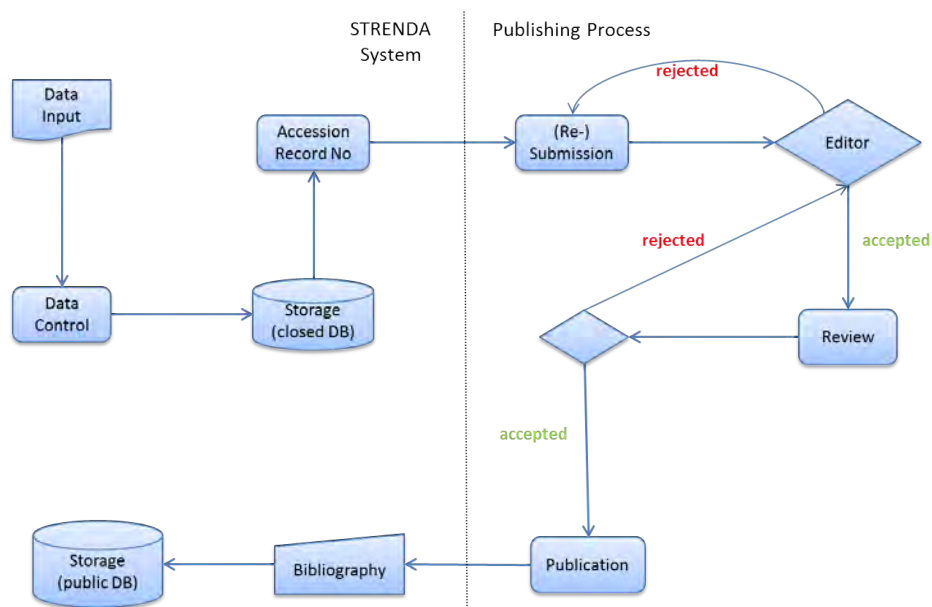 STRENDA
System
Publishing Process
rejected
Data
Input
Accession
Record No
(Re-)
Submission
Editor
rejected
accepted
Data
Control
Storage
(closed DB)
Review
accepted
Storage
(public DB)
Bibliography
Publication